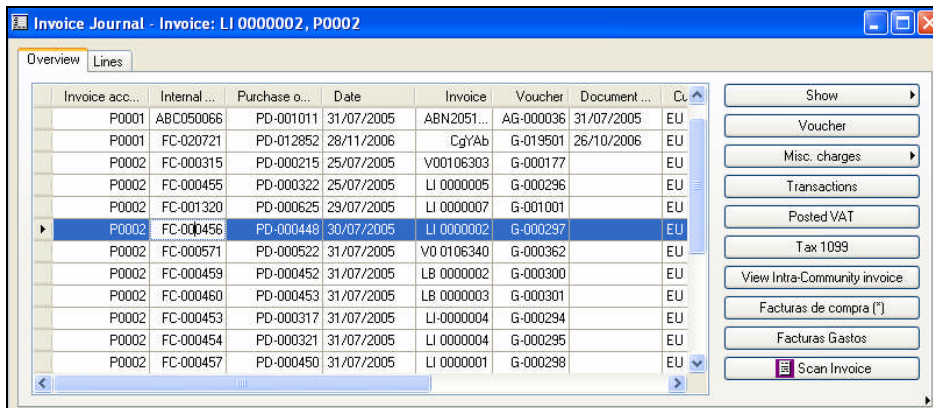 Invoice Journal - Invoice: LI 0000002, P0002
Overview Lines
Invoice acc... Internal ... Purchase o... Date Invoice Voucher Document ... Cu
P0001 ABC050066 PD-001011 31/07/2005 ABN2051... AG-000036 31/07/2005 EU
P0001 FC-020721 PD-012852 28/11/2006 CgYAb G-019501 26/10/2006 EU
P0002 FC-000315 PD-000215 25/07/2005 V00106303 G-000177 EU
P0002 FC-000455 PD-000322 25/07/2005 LI 0000005 G-000296 EU
P0002 FC-001320 PD-000625 29/07/2005 LI 0000007 G-001001 EU
P0002 FC-000456 PD-000448 30/07/2005 LI 0000002 G-000297 EU
P0002 FC-000571 PD-000522 31/07/2005 V0 0106340 G-000362 EU
P0002 FC-000459 PD-000452 31/07/2005 LB 0000002 G-000300 EU
P0002 FC-000460 PD-000453 31/07/2005 LB 0000003 G-000301 EU
P0002 FC-000453 PD-000317 31/07/2005 LI-0000004 G-000294 EU
P0002 FC-000454 PD-000321 31/07/2005 LI 0000004 G-000295 EU
P0002 FC-000457 PD-000450 31/07/2005 LI 0000001 G-000298 EU
Show
Voucher
Misc. charges
Transactions
Posted VAT
Tax 1099
View Intra-Community invoice
Facturas de compra (*)
Facturas Gastos
Scan Invoice